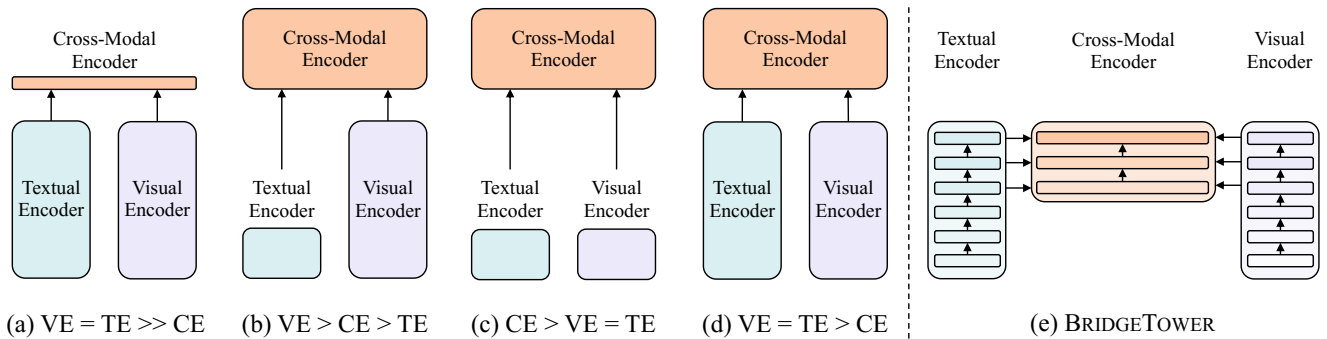 Cross-Modal
Encoder
Textual
Encoder
Visual
Encoder
(a) VE = TE >> CE
Cross-Modal
Encoder
Textual
Encoder
Visual
Encoder
(b) VE > CE > TE
Cross-Modal
Encoder
Textual
Encoder
Visual
Encoder
(c) CE > VE = TE
Cross-Modal
Encoder
Textual
Encoder
Visual
Encoder
(d) VE = TE > CE
Textual
Encoder
Cross-Modal
Encoder
Visual
Encoder
(e) BRIDGETOWER